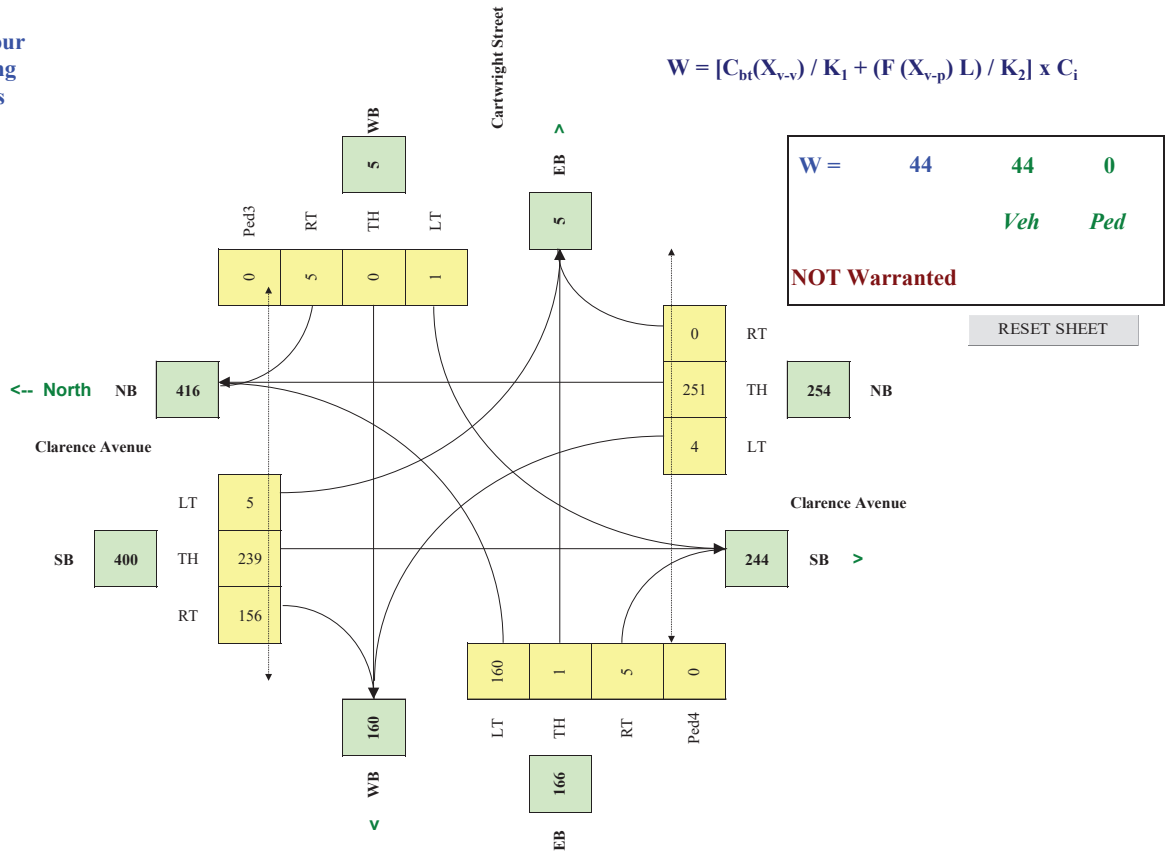 our
ng
s
Cartwright Street
W = [Cbt(Xv-v) / K1 + (F (Xv-p) L) / K2] x Ci
WB
5
^
EB
5
W = 44 44 0
Veh Ped
NOT Warranted
RESET SHEET
Ped3 RT TH LT
0 5 0 1
0 RT
251 TH 254 NB
4 LT
<-- North NB 416
Clarence Avenue
LT 5
SB 400 TH 239
RT 156
Clarence Avenue
244 SB >
160 1 5 0
LT TH RT Ped4
160
WB
v
166
EB